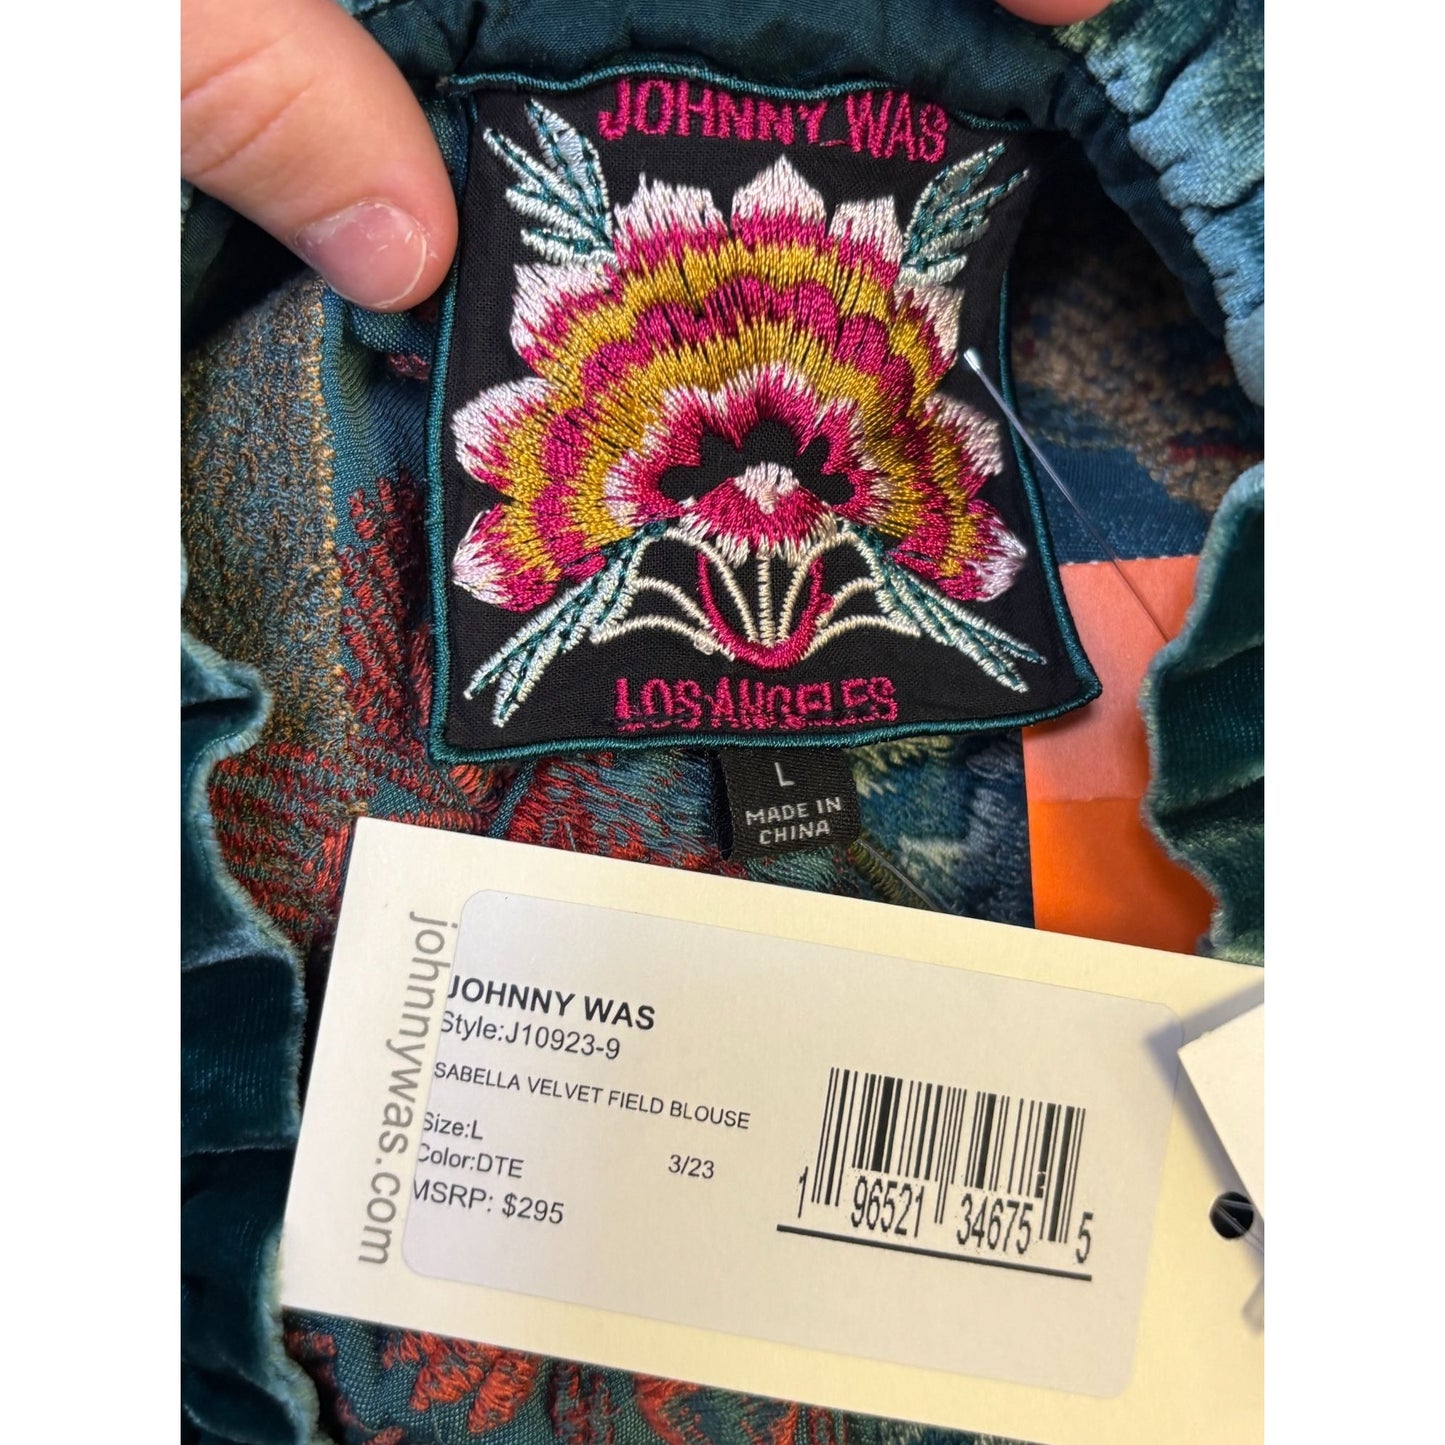 JOHNNY WAS
LOS ANGELES
L
MADE IN
CHINA
johnnywas.com
JOHNNY WAS
Style:J10923-9
SABELLA VELVET FIELD BLOUSE
Size:L
Color:DTE 3/23
MSRP: $295
1 96521 34675 2 5